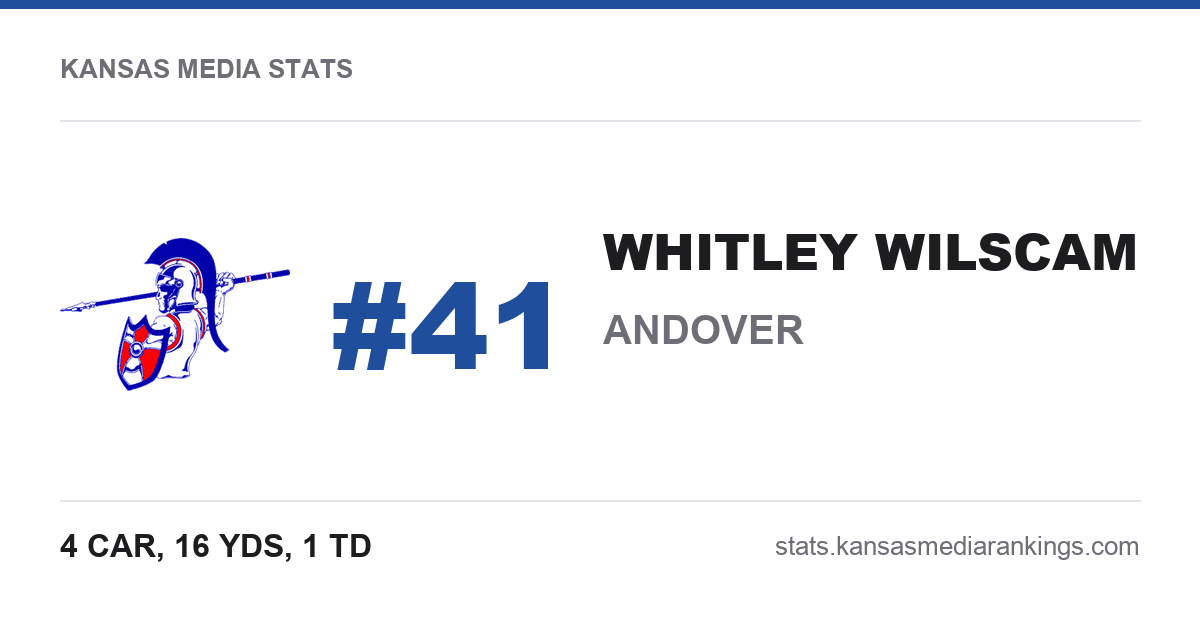 KANSAS MEDIA STATS
#41
WHITLEY WILSCAM
ANDOVER
4 CAR, 16 YDS, 1 TD
stats.kansasmediarankings.com